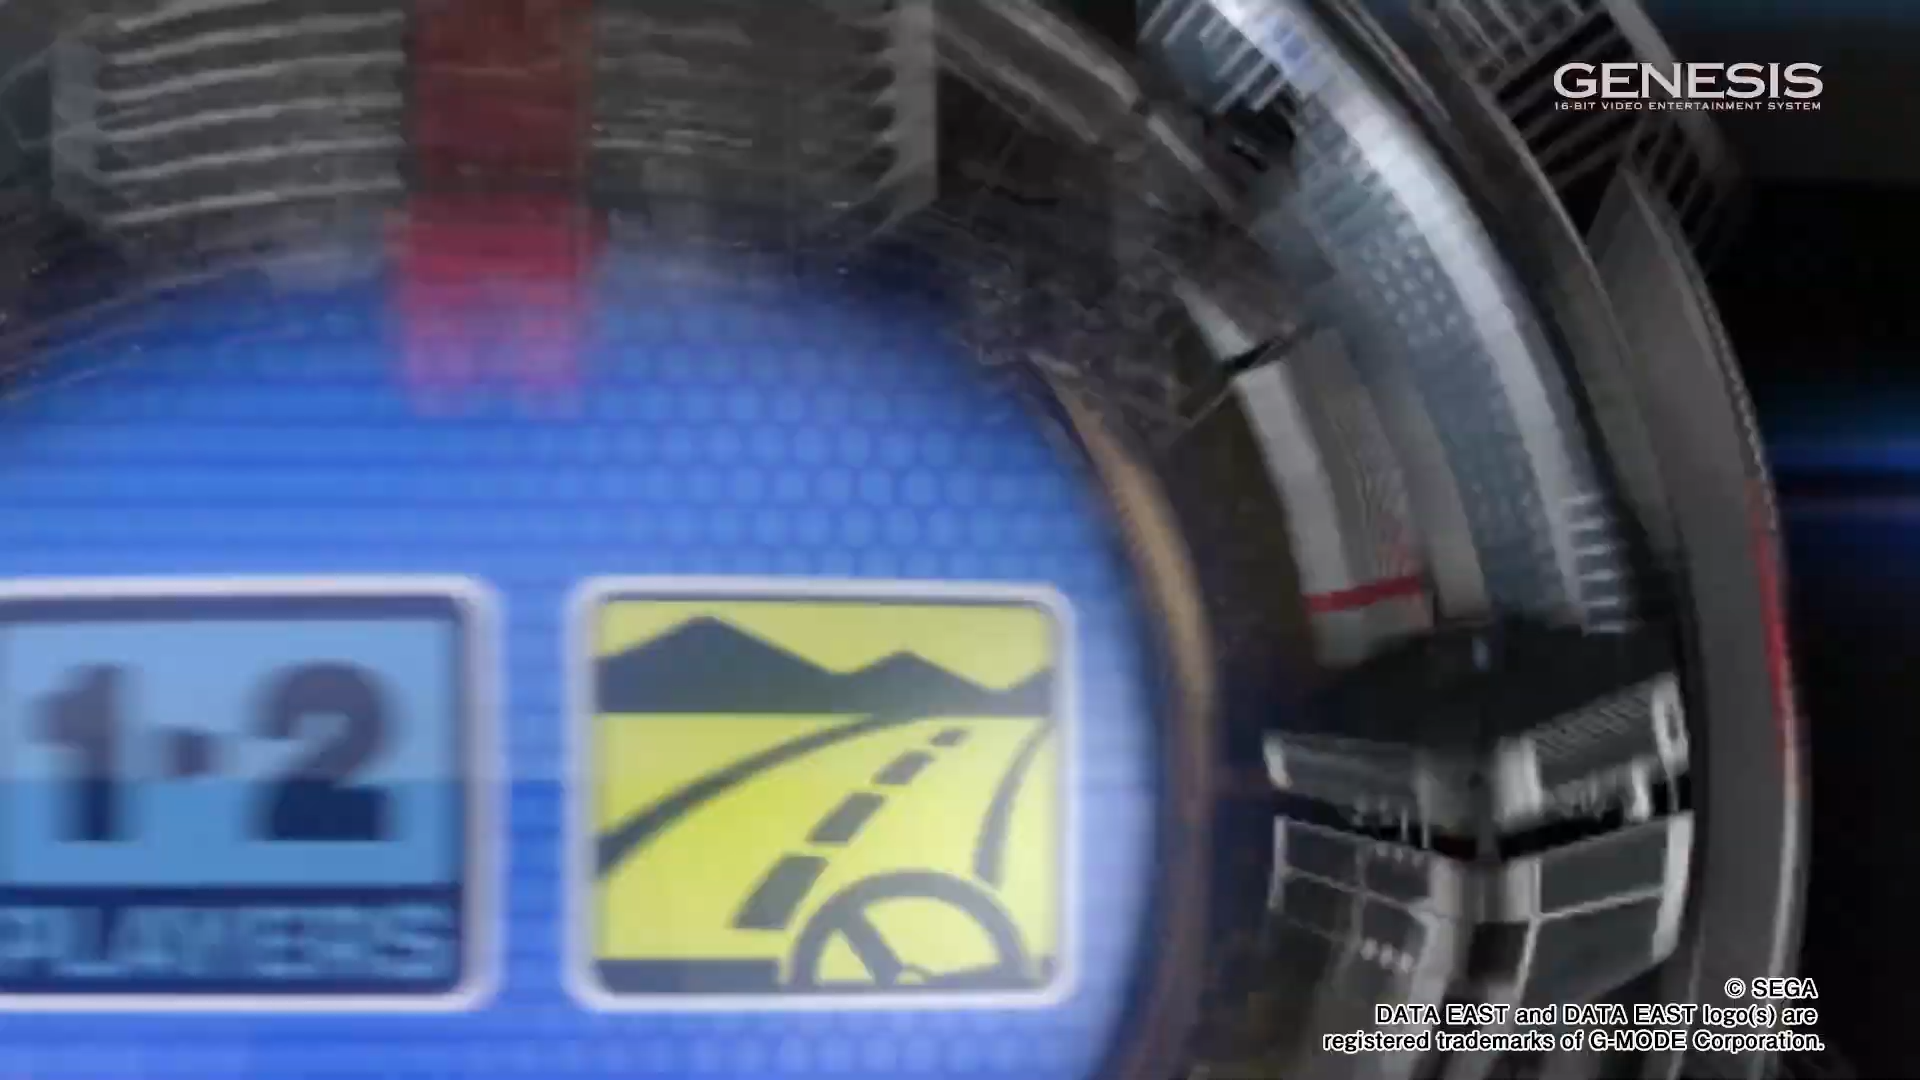 GENESIS
16-BIT VIDEO ENTERTAINMENT SYSTEM
1-2
PLAYERS
© SEGA
DATA EAST and DATA EAST logo(s) are
registered trademarks of G-MODE Corporation.